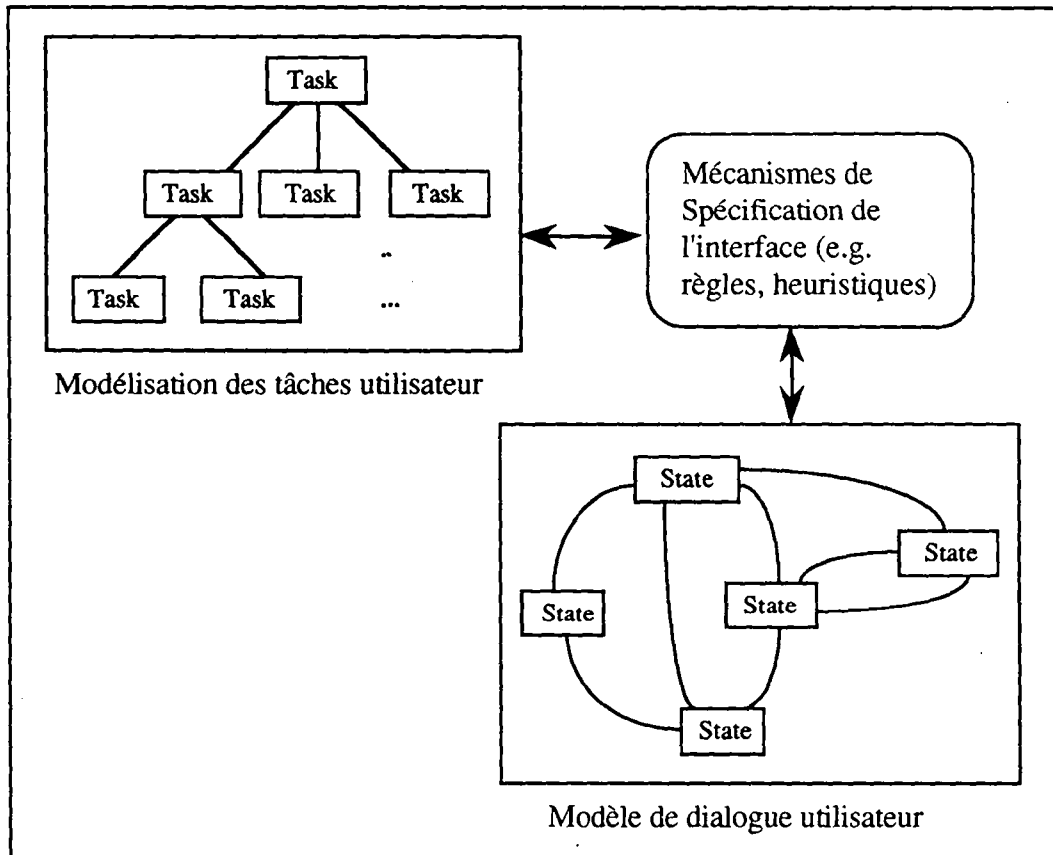 Task
Task Task Task
..
Task Task ...
Modélisation des tâches utilisateur
Mécanismes de
Spécification de
l'interface (e.g.
règles, heuristiques)
State
State
State
State
State
Modèle de dialogue utilisateur